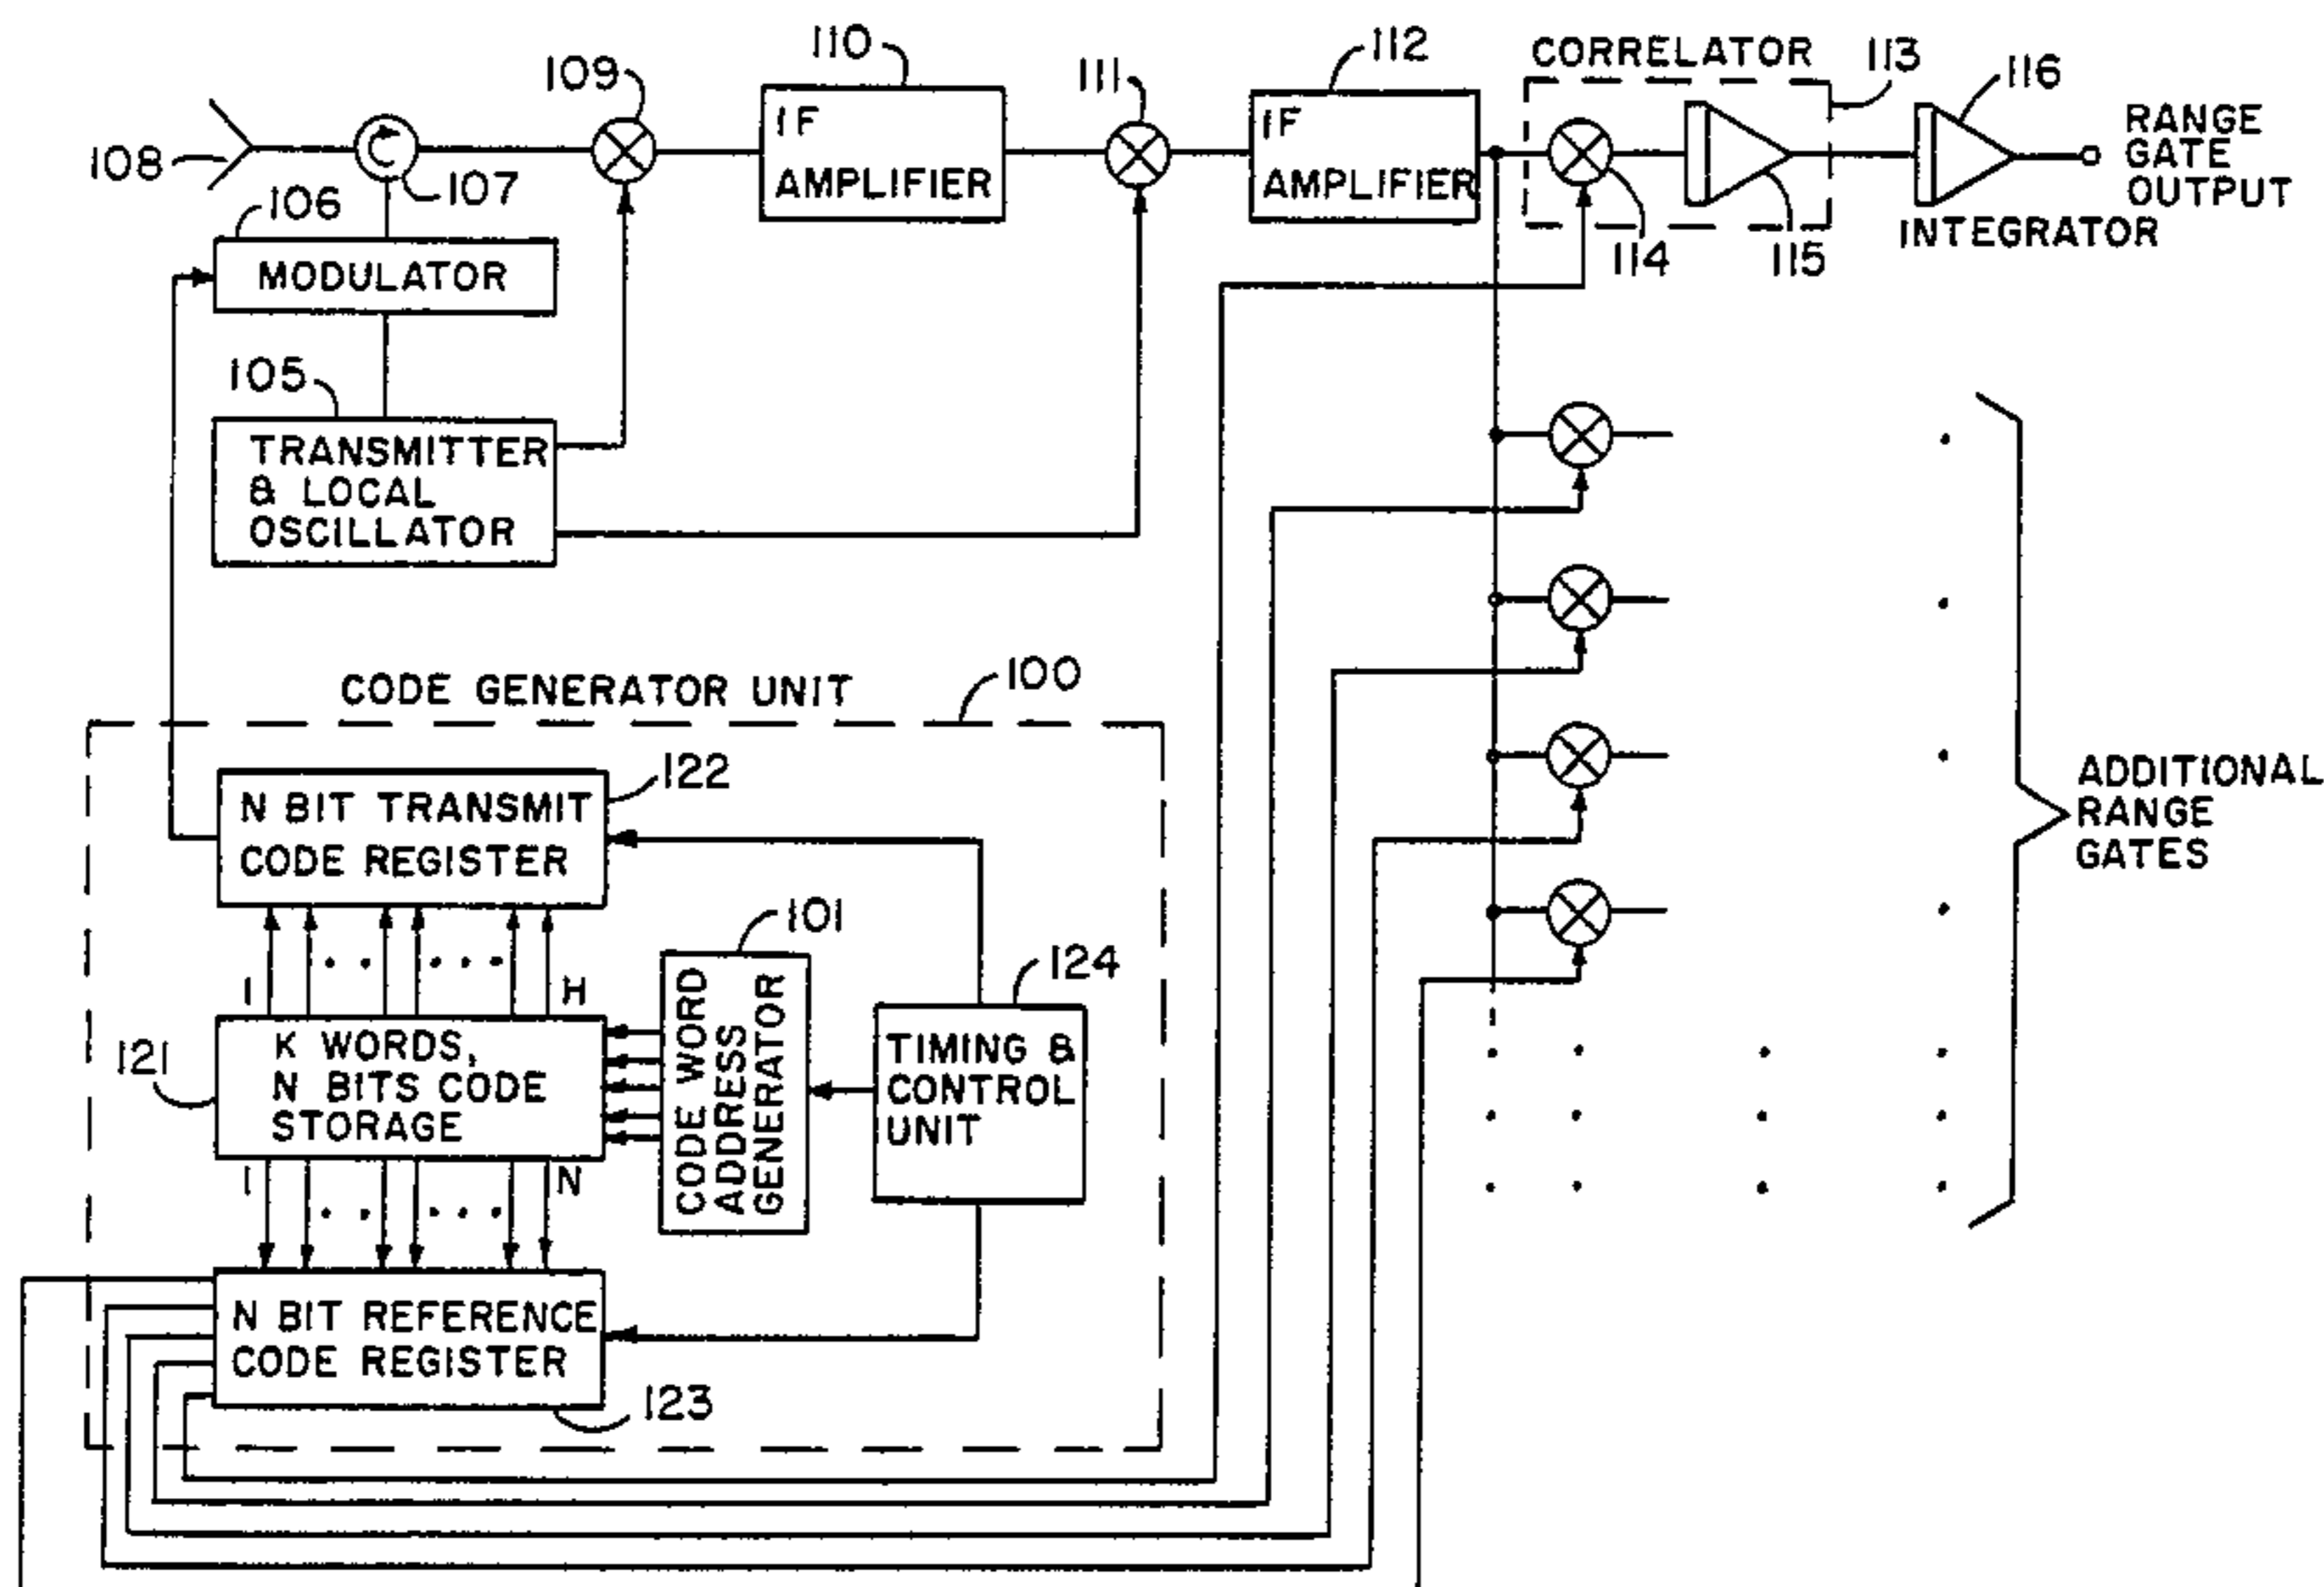 110
112
CORRELATOR
113
116
109
111
IF
AMPLIFIER
IF
AMPLIFIER
RANGE
GATE
OUTPUT
108
107
106
114
115
INTEGRATOR
MODULATOR
105
TRANSMITTER
& LOCAL
OSCILLATOR
CODE GENERATOR UNIT
100
122
N BIT TRANSMIT
CODE REGISTER
ADDITIONAL
RANGE
GATES
101
124
1
H
121
K WORDS,
N BITS CODE
STORAGE
CODE WORD
ADDRESS
GENERATOR
TIMING &
CONTROL
UNIT
1
N
N BIT REFERENCE
CODE REGISTER
123